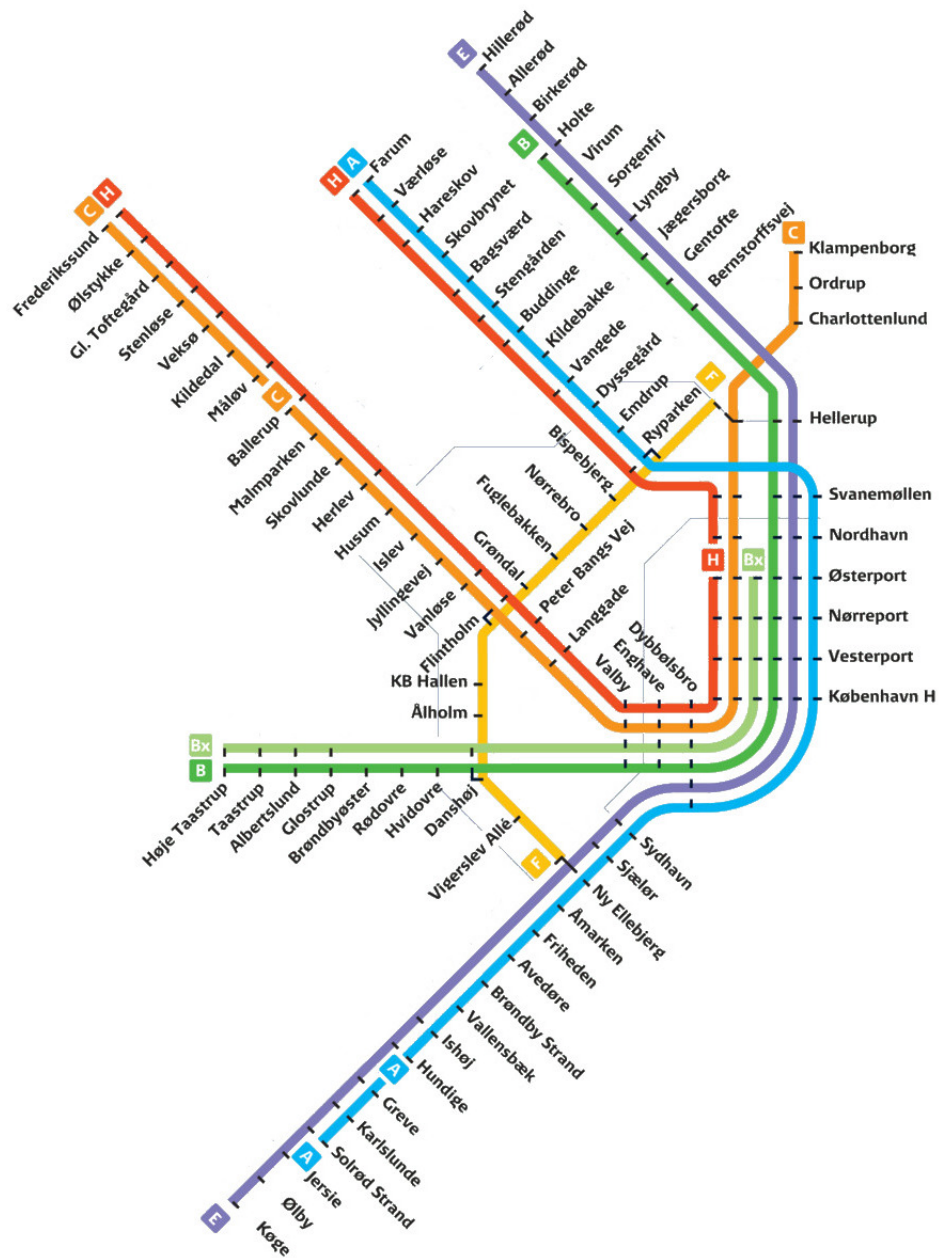 E
Hillerød
Allerød
Birkerød
Holte
Virum
Sorgenfri
Lyngby
Jægersborg
Gentofte
Bernstorffsvej
B
H
A
Farum
Værløse
Hareskov
Skovbrynet
Bagsværd
Stengården
Buddinge
Kildebakke
Vangede
Dyssegård
Emdrup
Ryparken
F
C
H
Frederikssund
Ølstykke
Gl. Toftegård
Stenløse
Veksø
Kildedal
Måløv
C
Ballerup
Malmparken
Skovlunde
Herlev
Husum
Islev
Jyllingevej
Vanløse
Flintholm
C
Klampenborg
Ordrup
Charlottenlund
Hellerup
Svanemøllen
Nordhavn
H
Bx
Østerport
Nørreport
Vesterport
København H
Bispebjerg
Nørrebro
Fuglebakken
Grøndal
Peter Bangs Vej
Langgade
Valby
Enghave
Dybbølsbro
KB Hallen
Ålholm
Bx
B
Høje Taastrup
Taastrup
Albertslund
Glostrup
Brøndbyøster
Rødovre
Hvidovre
Danshøj
Vigerslev Allé
F
Sydhavn
Sjælør
Ny Ellebjerg
Åmarken
Friheden
Avedøre
Brøndby Strand
Vallensbæk
Ishøj
Hundige
A
Greve
Karlslunde
Solrød Strand
A
Jersie
Ølby
Køge
E